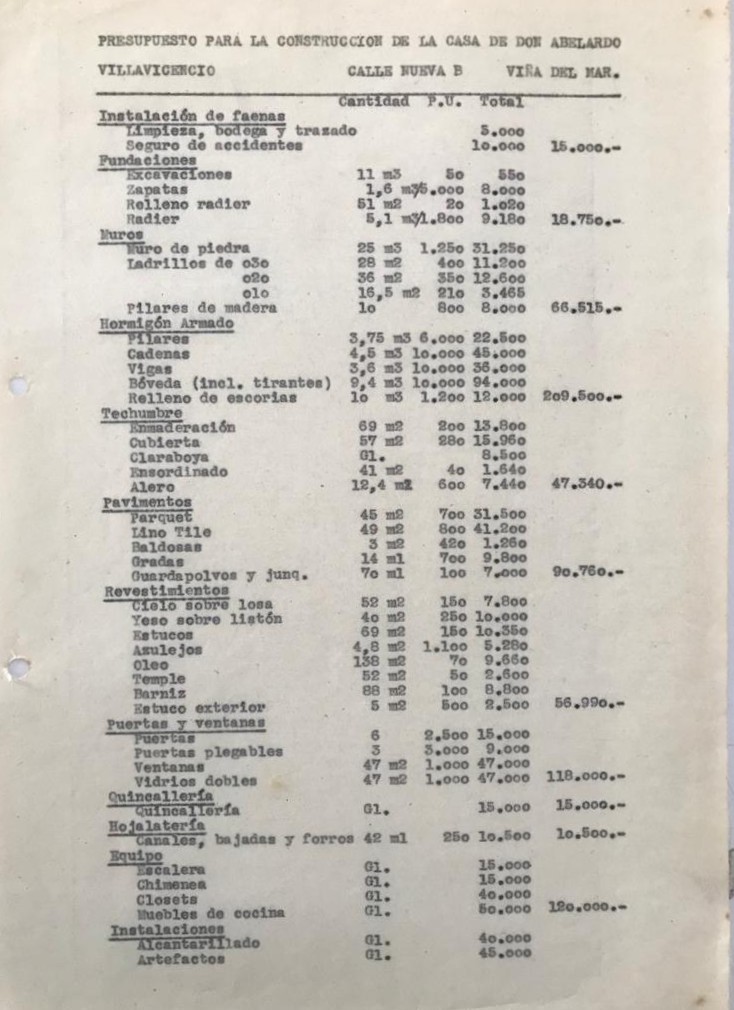 PRESUPUESTO PARA LA CONSTRUCCION DE LA CASA DE DON ABELARDO
VILLAVICENCIO CALLE NUEVA B VIÑA DEL MAR.
Cantidad P.U. Total
Instalación de faenas
Limpieza, bodega y trazado 5.000
Seguro de accidentes 10.000 15.000.-
Fundaciones
Excavaciones 11 m3 50 550
Zapatas 1,6 m3 5.000 8.000
Relleno radier 51 m2 20 1.020
Radier 5,1 m3 1.800 9.180 18.750.-
Muros
Muro de piedra 25 m3 1.250 31.250
Ladrillos de o3o 28 m2 400 11.200
o2o 36 m2 350 12.600
o1o 16,5 m2 210 3.465
Pilares de madera 10 800 8.000 66.515.-
Hormigón Armado
Pilares 3,75 m3 6.000 22.500
Cadenas 4,5 m3 10.000 45.000
Vigas 3,6 m3 10.000 36.000
Bóveda (incl. tirantes) 9,4 m3 10.000 94.000
Relleno de escorias 10 m3 1.200 12.000 209.500.-
Techumbre
Enmaderación 69 m2 200 13.800
Cubierta 57 m2 280 15.960
Claraboya Gl. 8.500
Ensordinado 41 m2 40 1.640
Alero 12,4 m2 600 7.440 47.340.-
Pavimentos
Parquet 45 m2 700 31.500
Lino Tile 49 m2 800 41.200
Baldosas 3 m2 420 1.260
Gradas 14 ml 700 9.800
Guardapolvos y junq. 70 ml 100 7.000 90.760.-
Revestimientos
Cielo sobre losa 52 m2 150 7.800
Yeso sobre listón 40 m2 250 10.000
Estucos 69 m2 150 10.350
Azulejos 4,8 m2 1.100 5.280
Oleo 138 m2 70 9.660
Temple 52 m2 50 2.600
Barniz 88 m2 100 8.800
Estuco exterior 5 m2 500 2.500 56.990.-
Puertas y ventanas
Puertas 6 2.500 15.000
Puertas plegables 3 3.000 9.000
Ventanas 47 m2 1.000 47.000
Vidrios dobles 47 m2 1.000 47.000 118.000.-
Quincallería
Quincallería Gl. 15.000 15.000.-
Hojalatería
Canales, bajadas y forros 42 ml 250 10.500 10.500.-
Equipo
Escalera Gl. 15.000
Chimenea Gl. 15.000
Closets Gl. 40.000
Muebles de cocina Gl. 50.000 120.000.-
Instalaciones
Alcantarillado Gl. 40.000
Artefactos Gl. 45.000